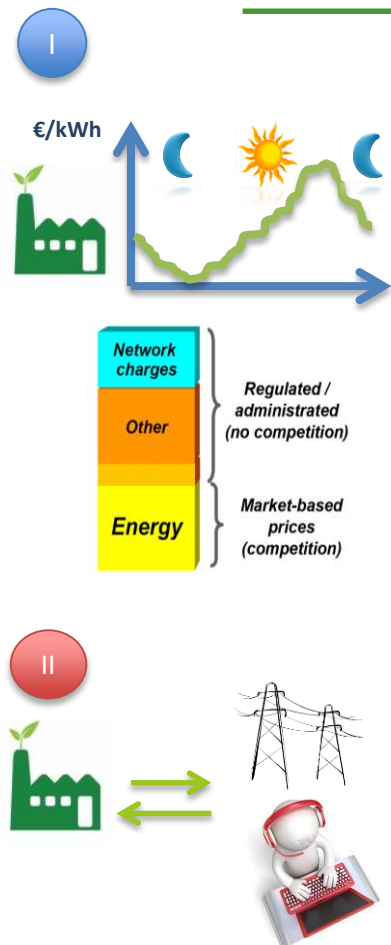 I
€/kWh
Network
charges
Other
Energy
Regulated /
administrated
(no competition)
Market-based
prices
(competition)
II